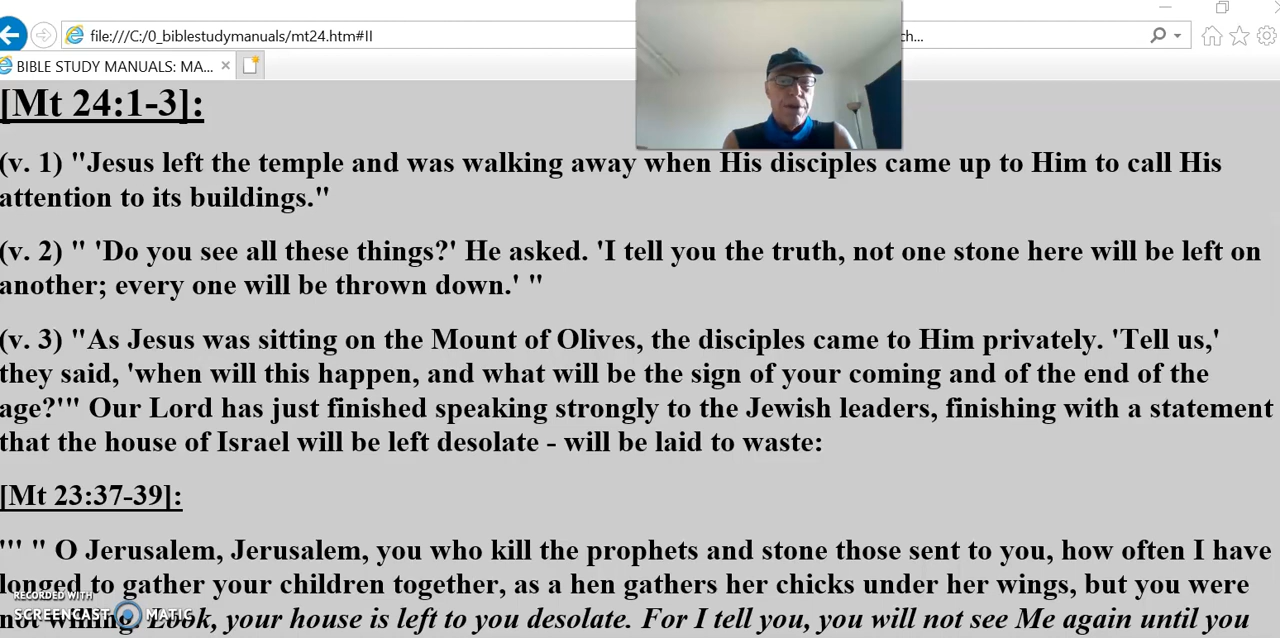 file:///C:/0_biblestudymanuals/mt24.htm#II
ch...
BIBLE STUDY MANUALS: MA...
[Mt 24:1-3]:
(v. 1) "Jesus left the temple and was walking away when His disciples came up to Him to call His
attention to its buildings."
(v. 2) " 'Do you see all these things?' He asked. 'I tell you the truth, not one stone here will be left on
another; every one will be thrown down.' "
(v. 3) "As Jesus was sitting on the Mount of Olives, the disciples came to Him privately. 'Tell us,'
they said, 'when will this happen, and what will be the sign of your coming and of the end of the
age?'" Our Lord has just finished speaking strongly to the Jewish leaders, finishing with a statement
that the house of Israel will be left desolate - will be laid to waste:
[Mt 23:37-39]:
"' " O Jerusalem, Jerusalem, you who kill the prophets and stone those sent to you, how often I have
longed to gather your children together, as a hen gathers her chicks under her wings, but you were
RECORDED WITH
SCREENCAST MATIC
not willing. Look, your house is left to you desolate. For I tell you, you will not see Me again until you